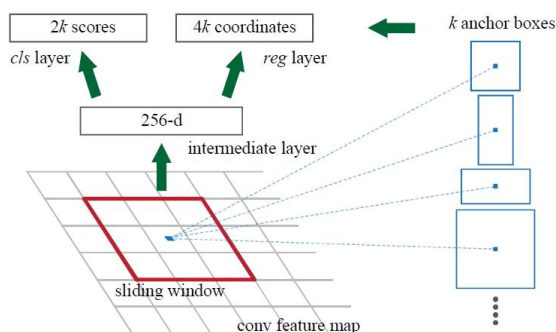 2k scores
4k coordinates
k anchor boxes
cls layer
reg layer
256-d
intermediate layer
sliding window
conv feature map